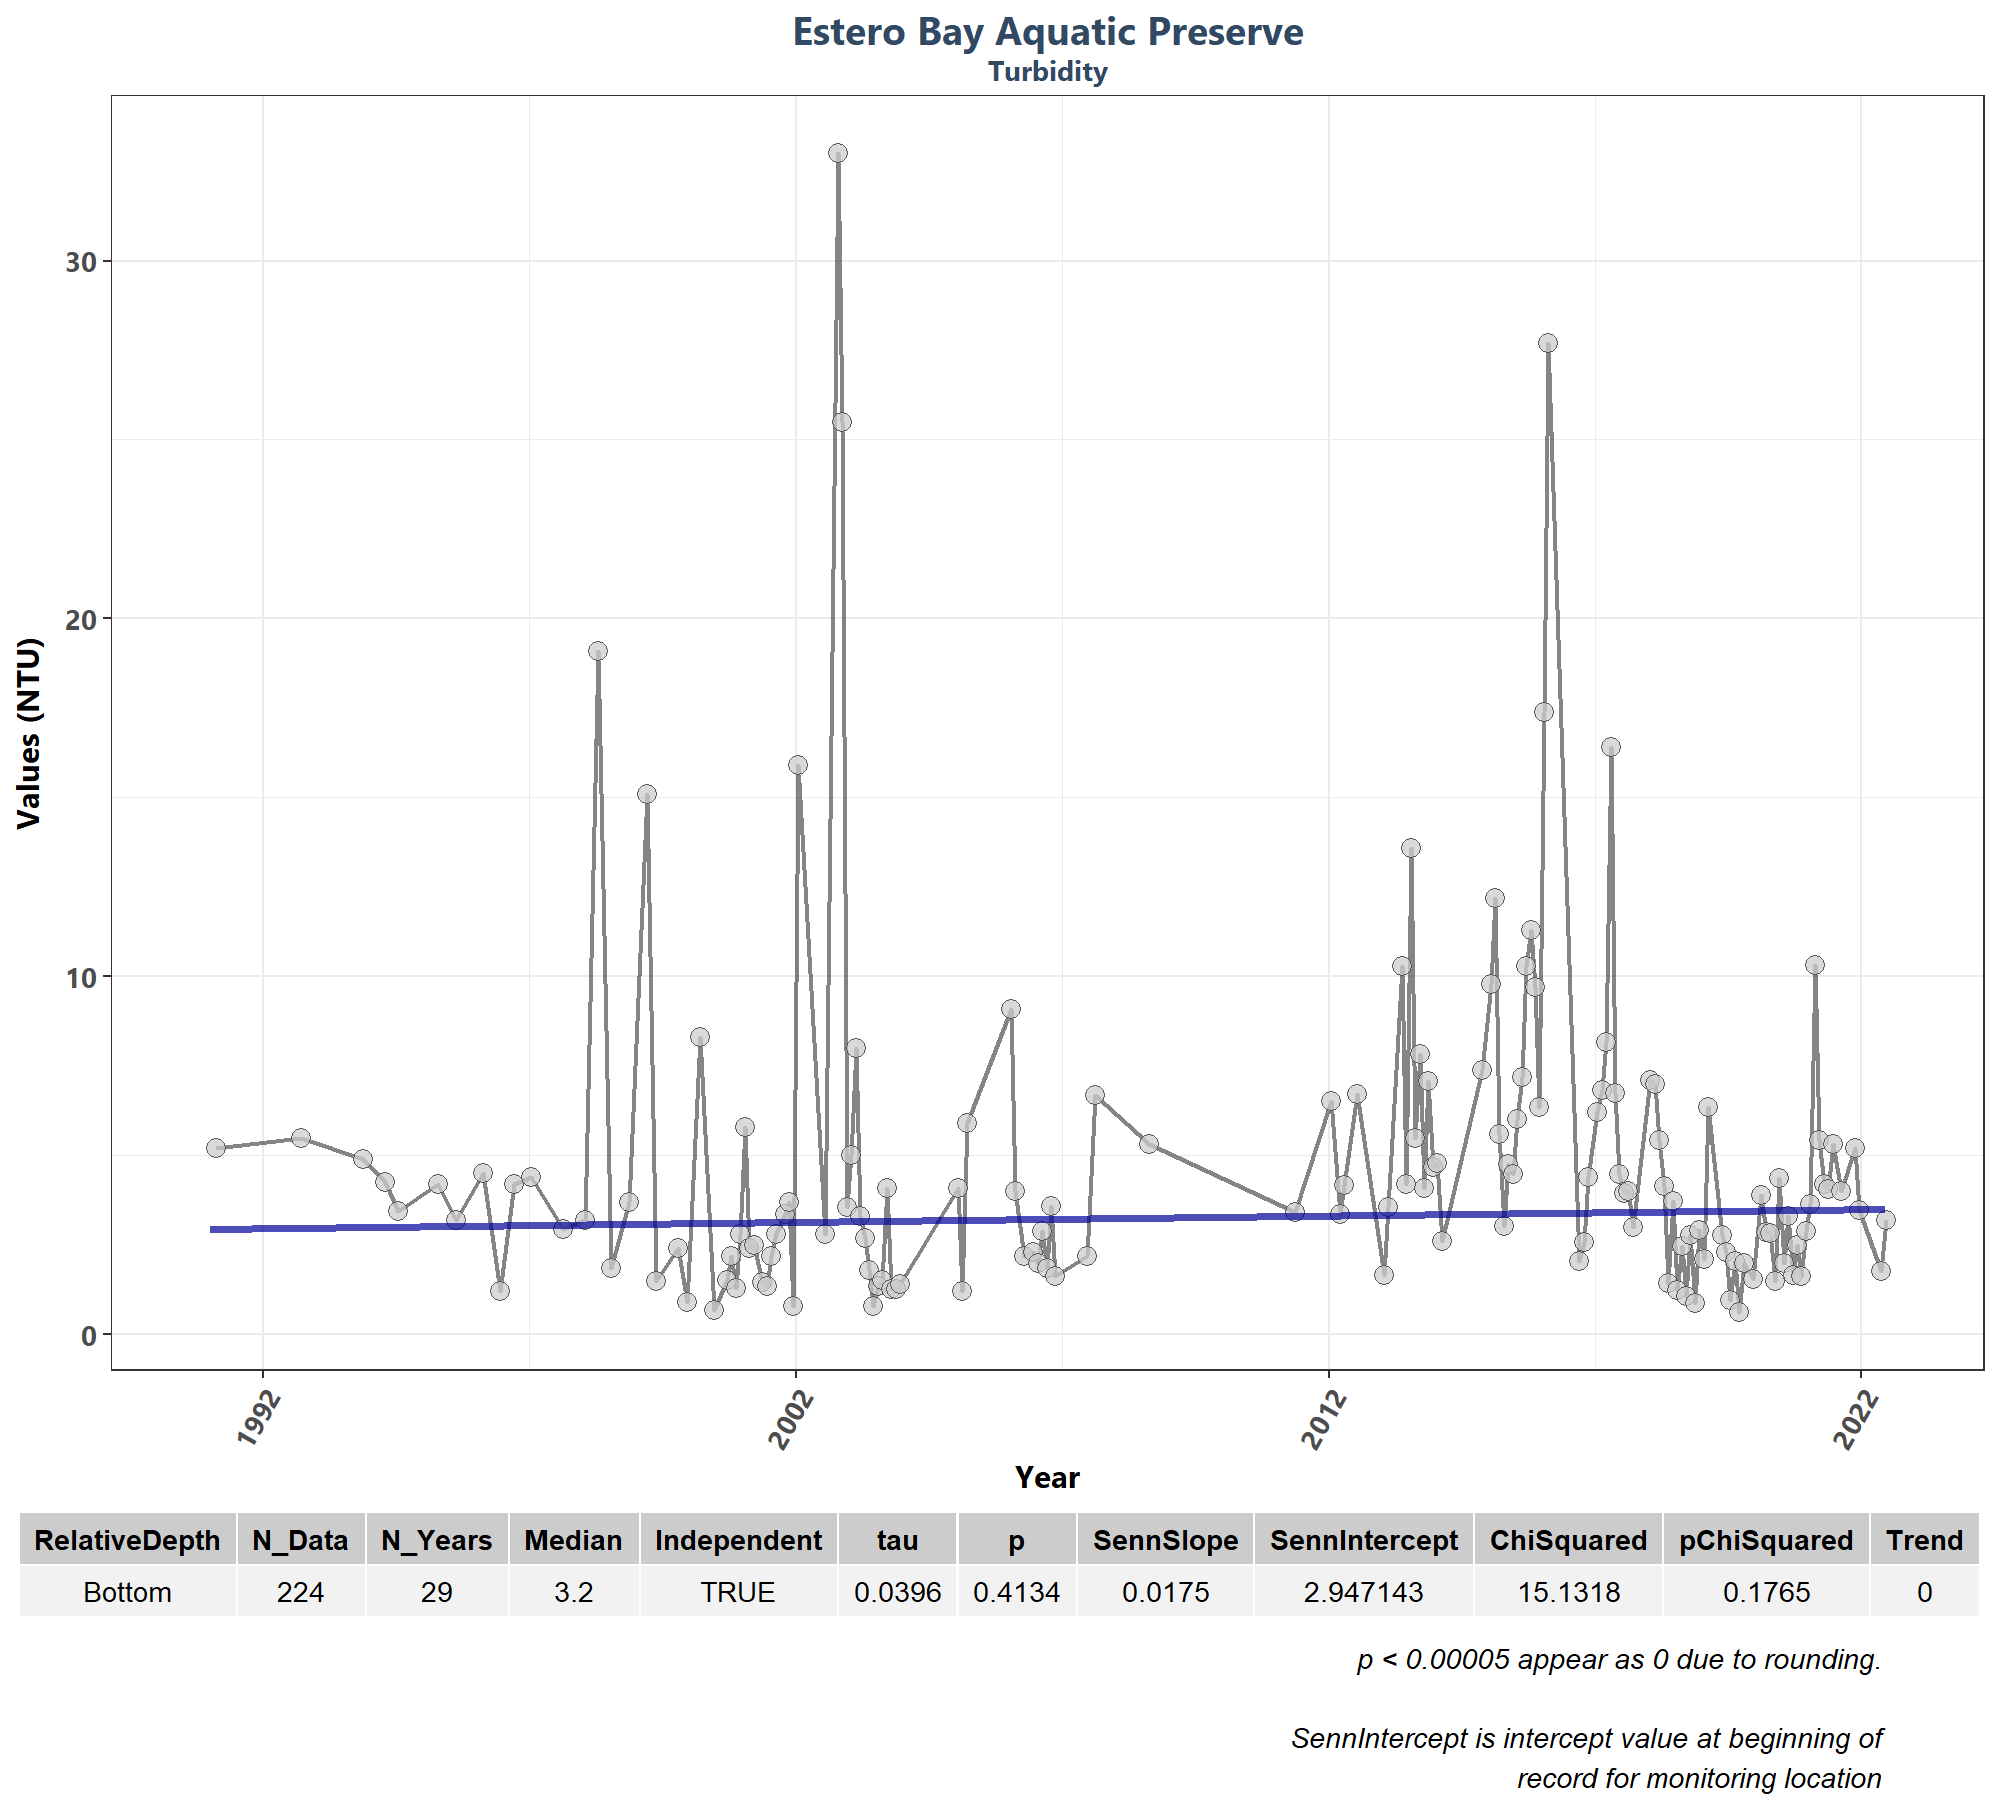 Estero Bay Aquatic Preserve
Turbidity
Values (NTU)
30
20
10
0
1992 2002 2012 2022
Year
RelativeDepth N_Data N_Years Median Independent tau p SennSlope SennIntercept ChiSquared pChiSquared Trend
Bottom 224 29 3.2 TRUE 0.0396 0.4134 0.0175 2.947143 15.1318 0.1765 0
p < 0.00005 appear as 0 due to rounding.
SennIntercept is intercept value at beginning of
record for monitoring location